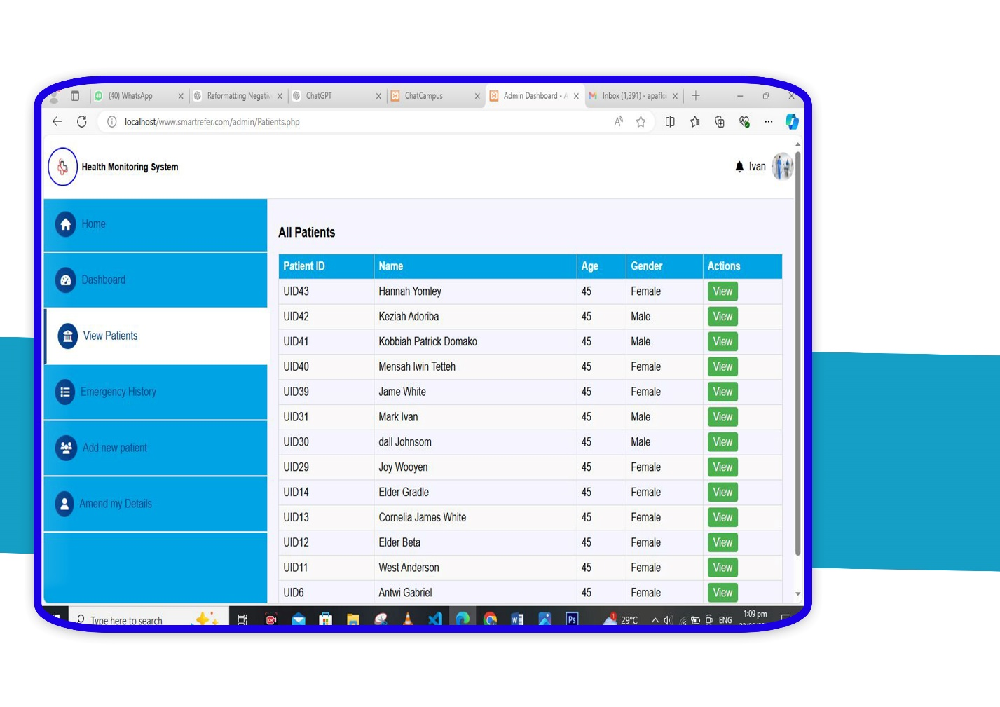 (40) WhatsApp
Reformatting Negativ
ChatGPT
ChatCampus
Admin Dashboard - A
Inbox (1,391) - apaflo
localhost/www.smartrefer.com/admin/Patients.php
Health Monitoring System
Ivan
Home
Dashboard
View Patients
Emergency History
Add new patient
Amend my Details
All Patients
Patient ID Name Age Gender Actions
UID43 Hannah Yomley 45 Female View
UID42 Keziah Adoriba 45 Male View
UID41 Kobbiah Patrick Domako 45 Male View
UID40 Mensah Iwin Tetteh 45 Female View
UID39 Jame White 45 Female View
UID31 Mark Ivan 45 Male View
UID30 dall Johnsom 45 Male View
UID29 Joy Wooyen 45 Female View
UID14 Elder Gradle 45 Female View
UID13 Cornelia James White 45 Female View
UID12 Elder Beta 45 Female View
UID11 West Anderson 45 Female View
UID6 Antwi Gabriel 45 Female View
Type here to search
Ps
1
29°C
ENG
1:09 pm